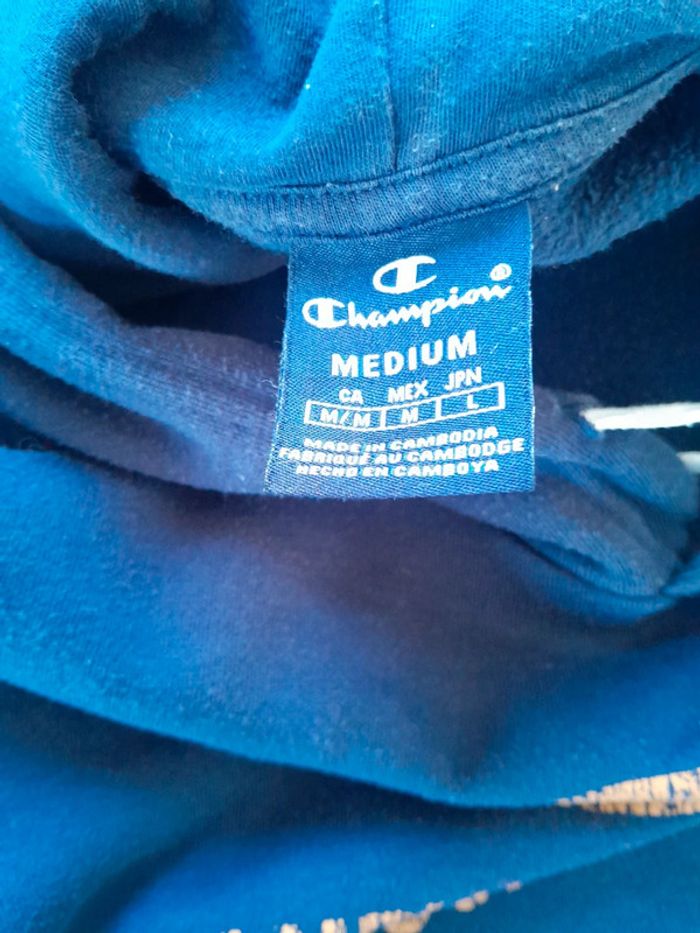 Champion®
MEDIUM
CA MEX JPN
M/M M L
MADE IN CAMBODIA
FABRIQUÉ AU CAMBODGE
HECHO EN CAMBOYA